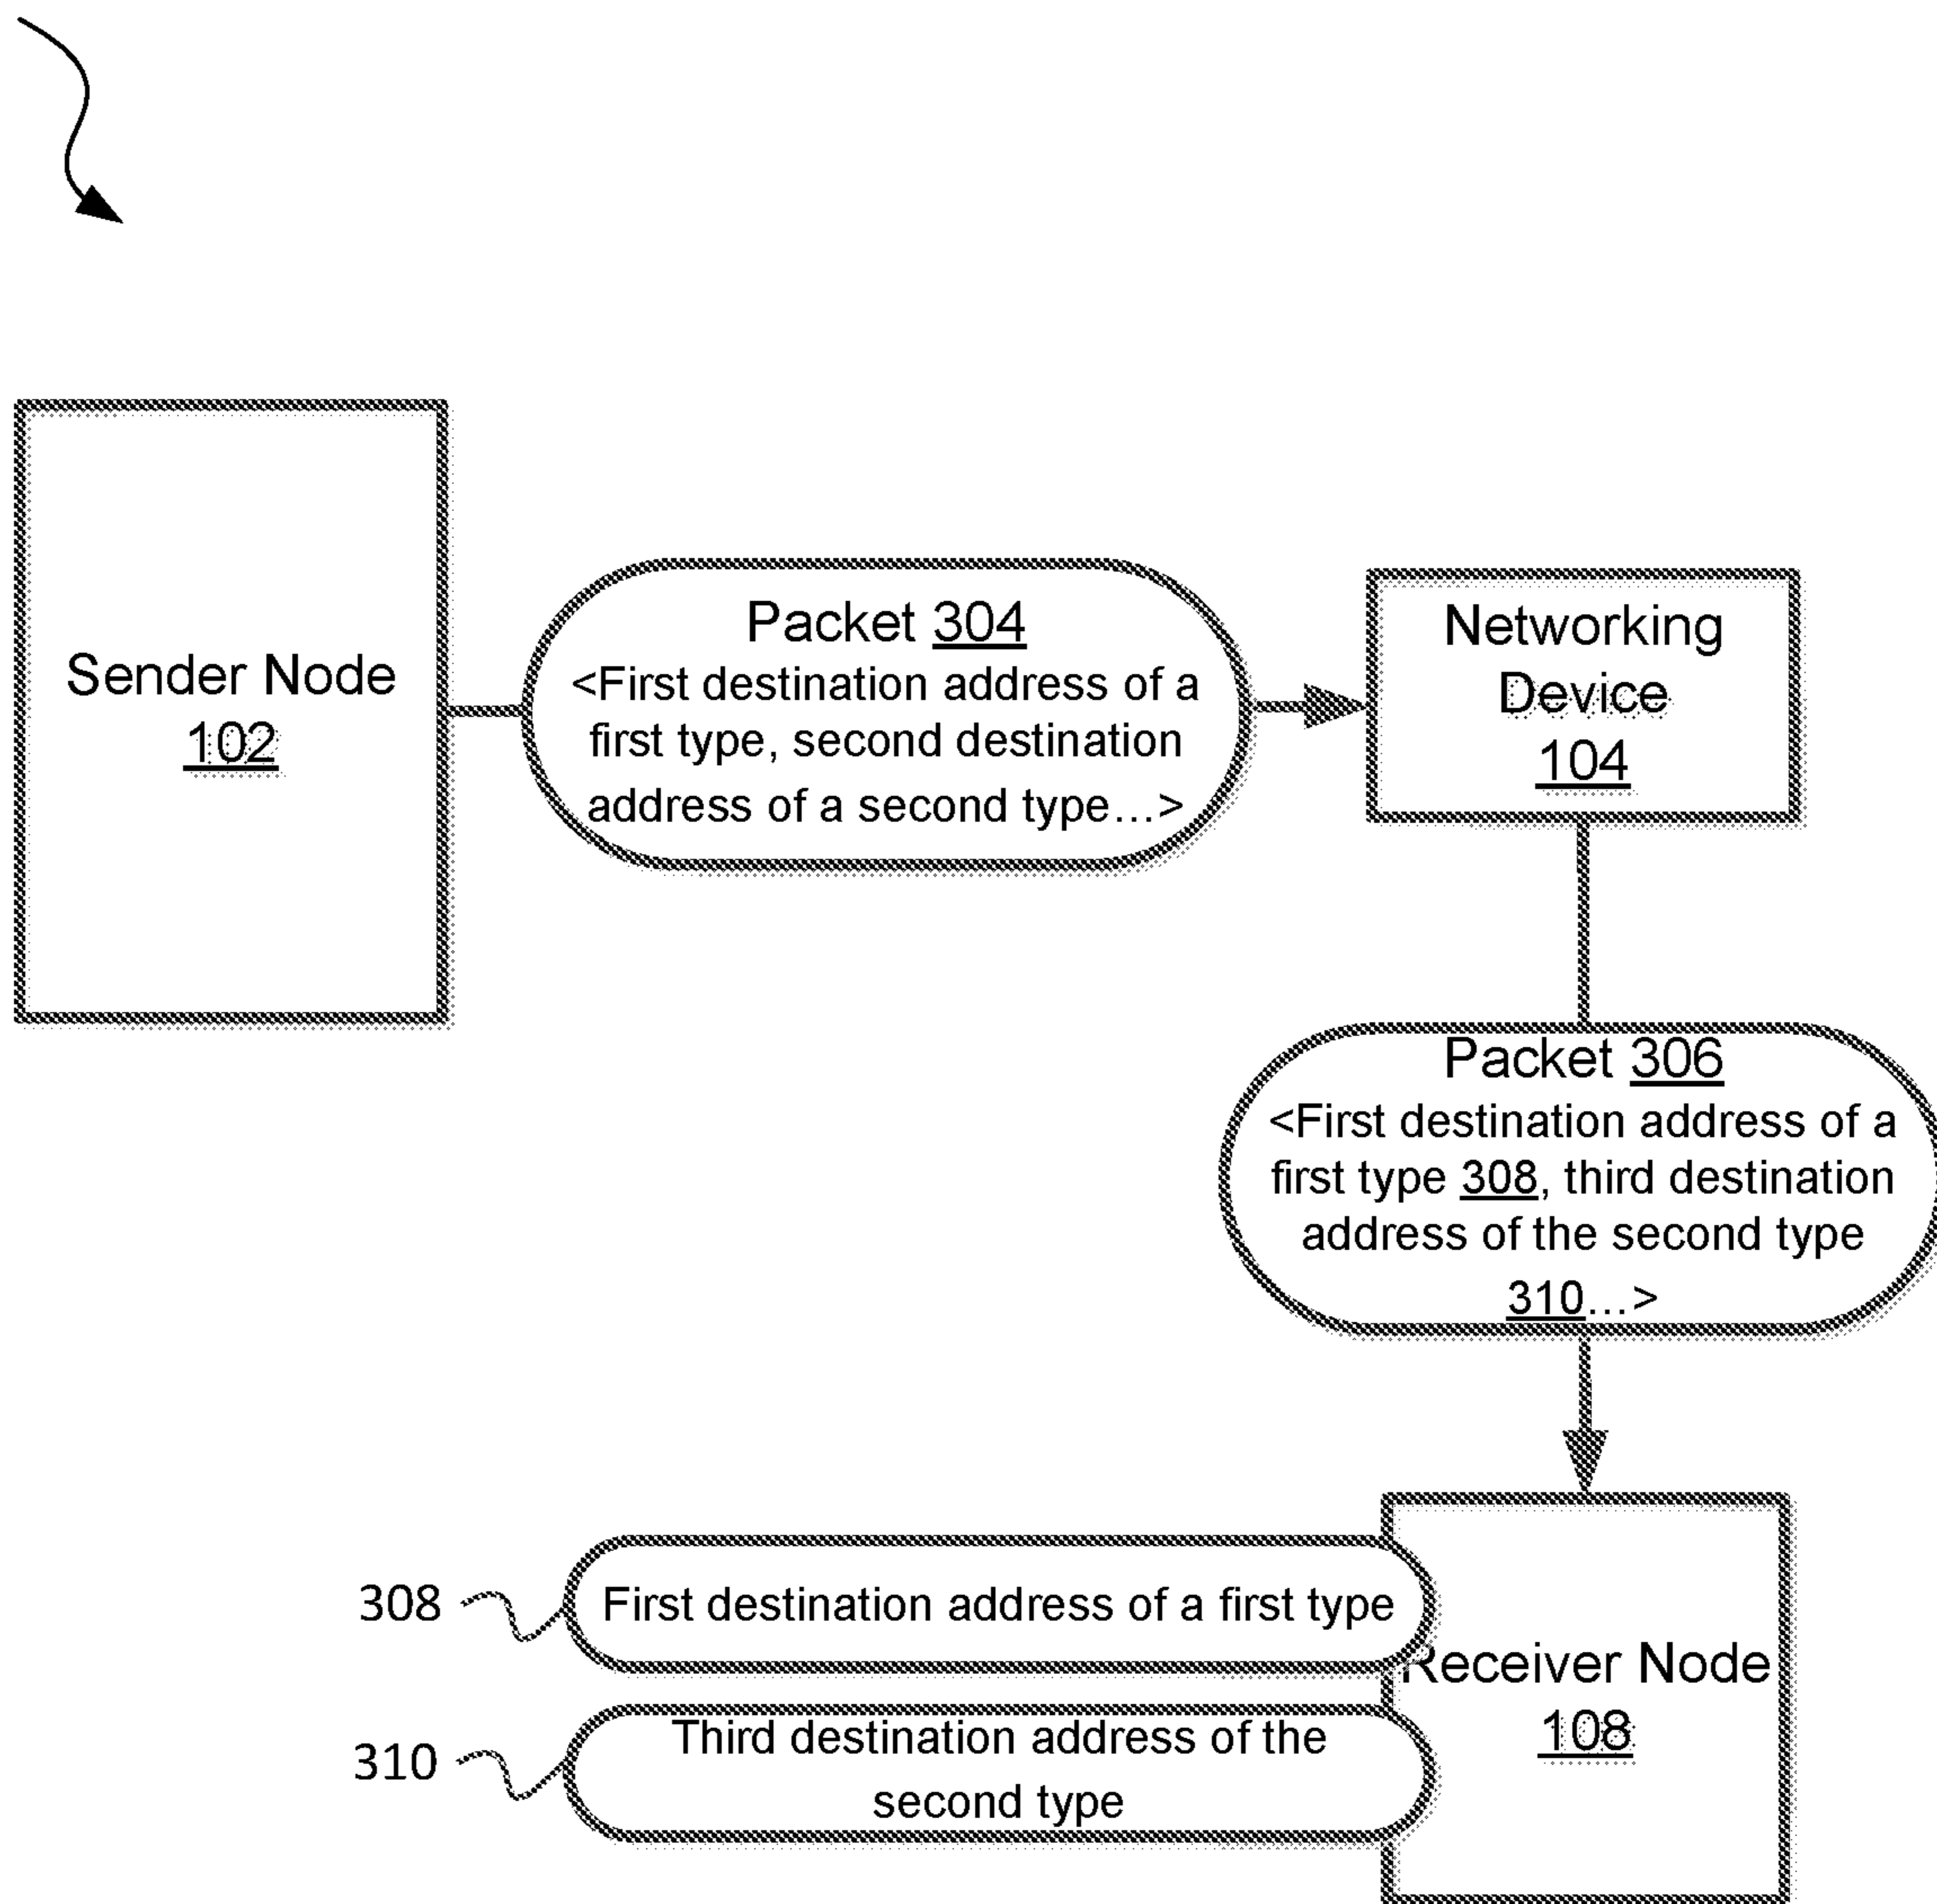 Sender Node
102
Packet 304
<First destination address of a
first type, second destination
address of a second type...>
Networking
Device
104
Packet 306
<First destination address of a
first type 308, third destination
address of the second type
310...>
308
First destination address of a first type
310
Third destination address of the
second type
Receiver Node
108